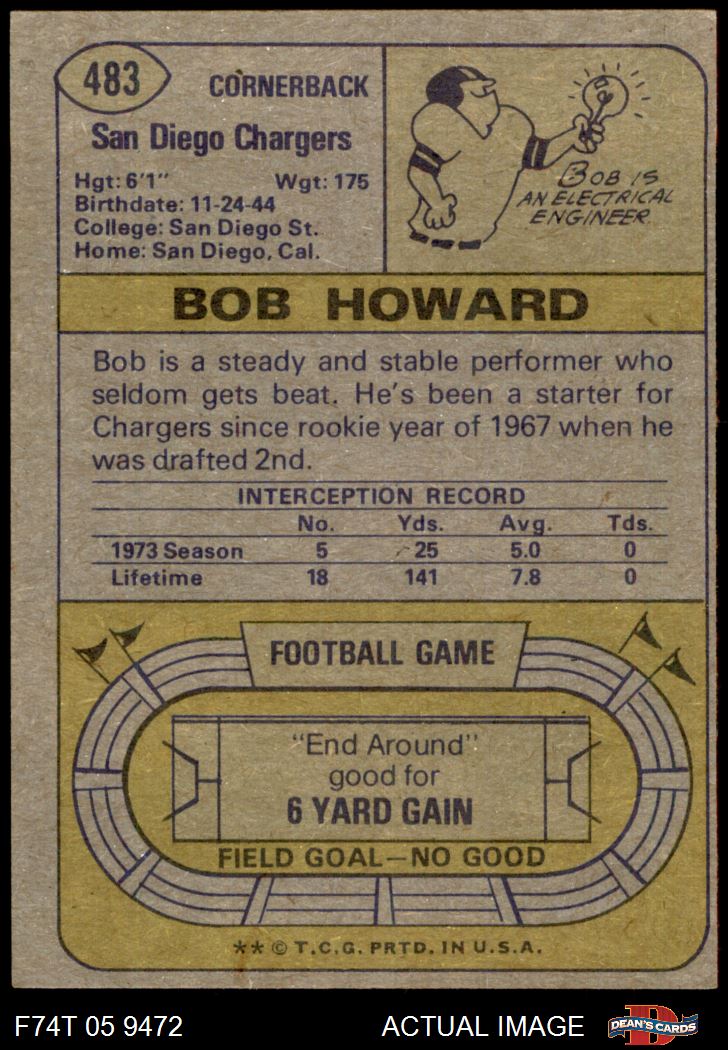 483
CORNERBACK
San Diego Chargers
Hgt: 6'1" Wgt: 175
Birthdate: 11-24-44
College: San Diego St.
Home: San Diego, Cal.
BOB IS
AN ELECTRICAL
ENGINEER
BOB HOWARD
Bob is a steady and stable performer who
seldom gets beat. He's been a starter for
Chargers since rookie year of 1967 when he
was drafted 2nd.
INTERCEPTION RECORD
No. Yds. Avg. Tds.
1973 Season 5 25 5.0 0
Lifetime 18 141 7.8 0
FOOTBALL GAME
"End Around"
good for
6 YARD GAIN
FIELD GOAL—NO GOOD
** © T.C.G. PRTD. IN U.S.A.
F74T 05 9472 ACTUAL IMAGE
D
DEAN'S CARDS